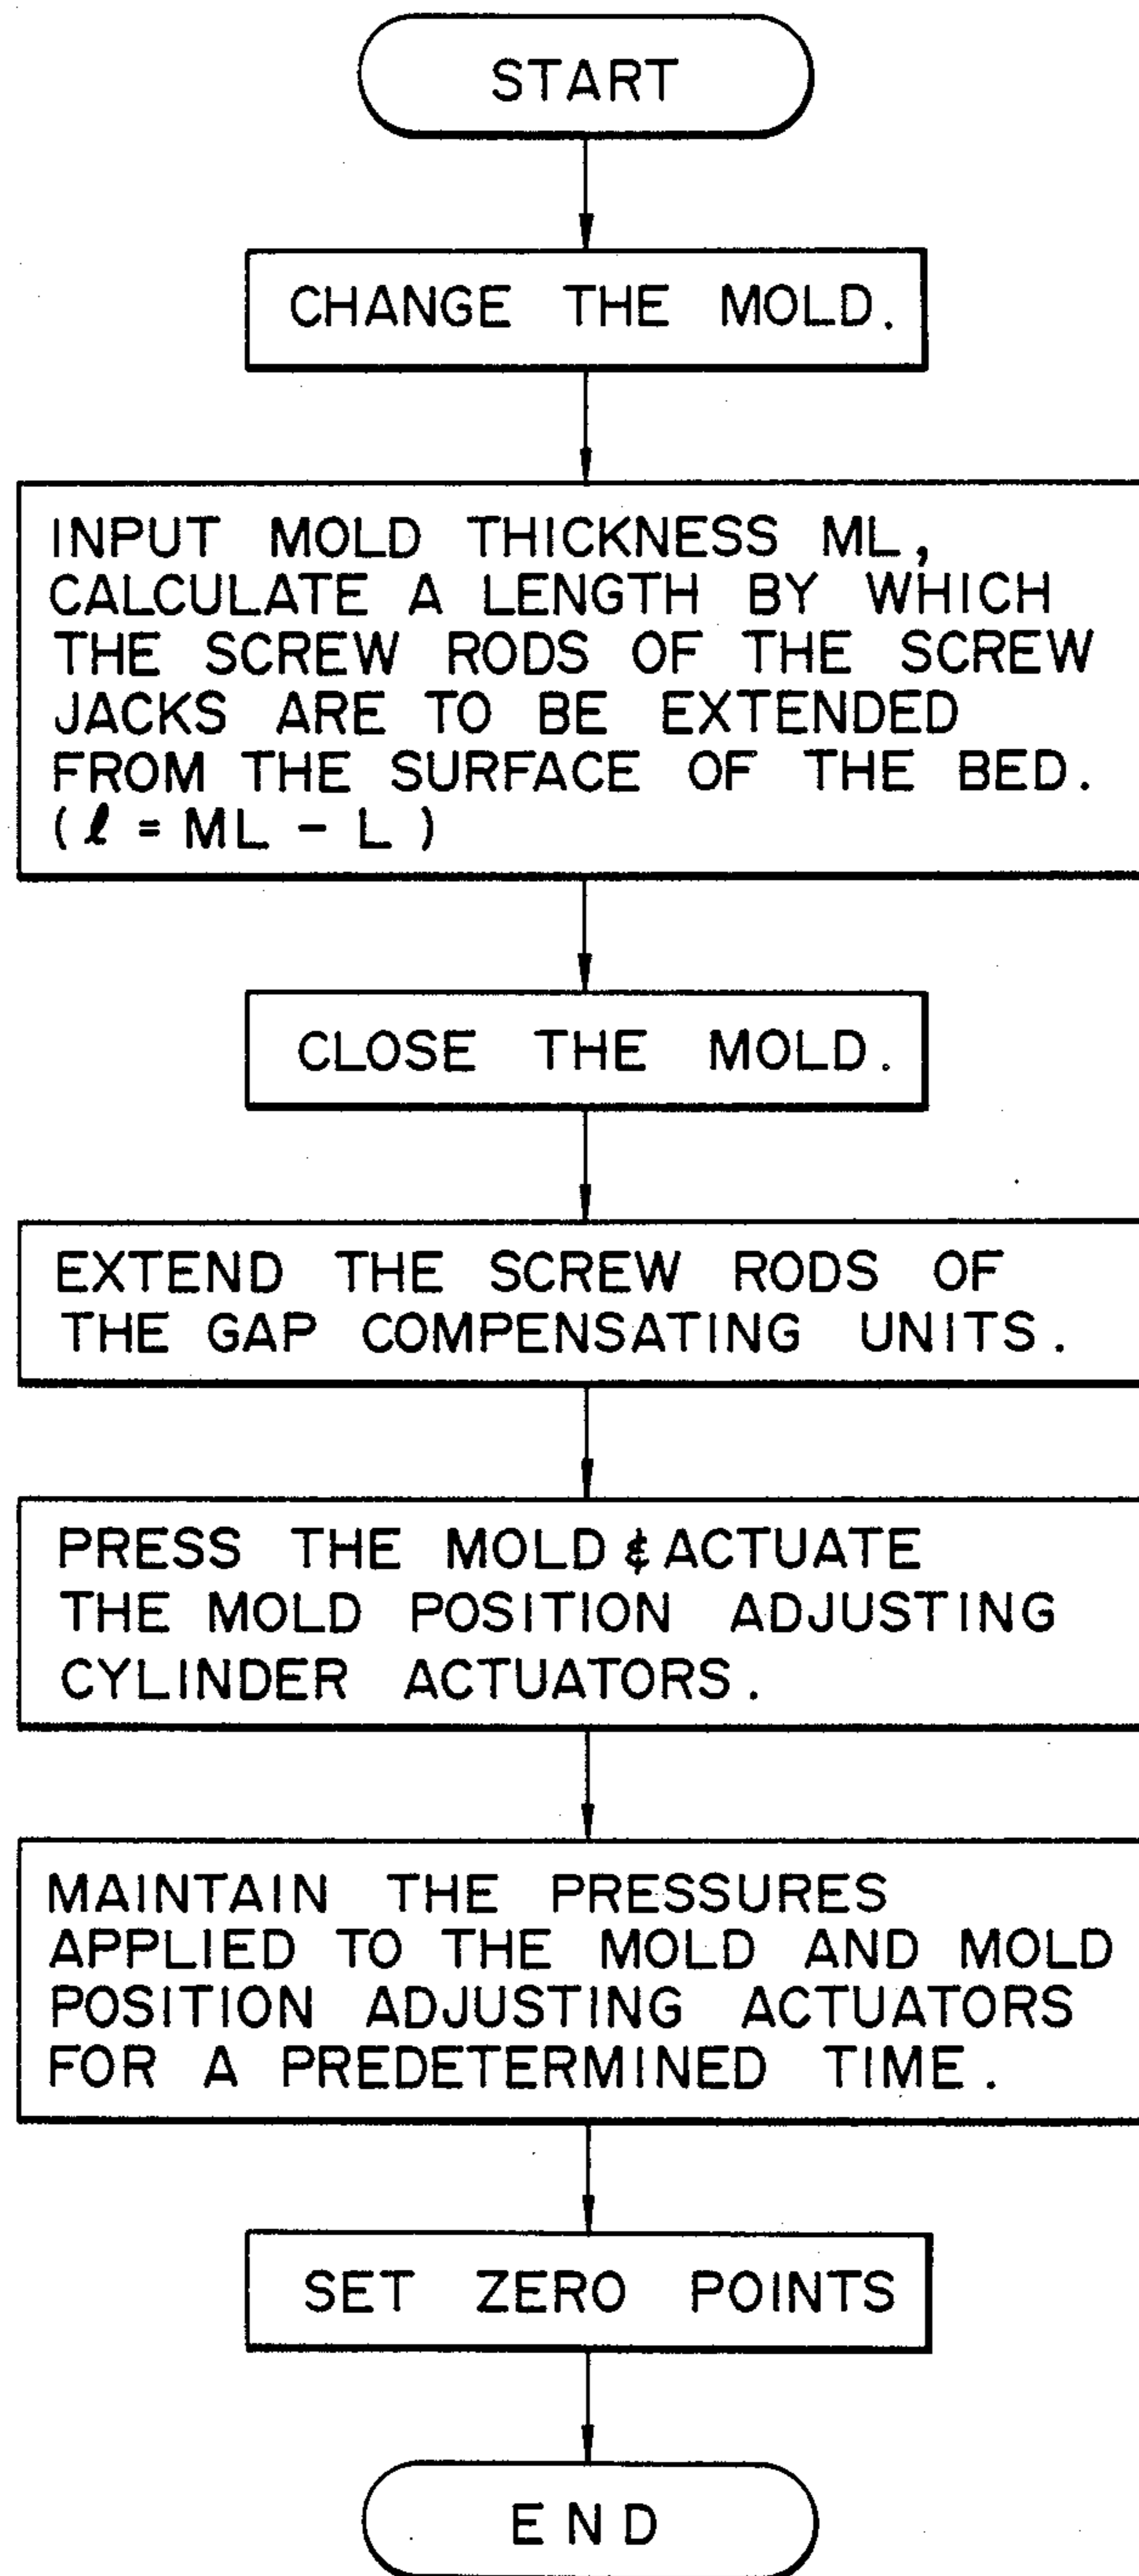 START
CHANGE THE MOLD.
INPUT MOLD THICKNESS ML,
CALCULATE A LENGTH BY WHICH
THE SCREW RODS OF THE SCREW
JACKS ARE TO BE EXTENDED
FROM THE SURFACE OF THE BED.
(ℓ = ML - L)
CLOSE THE MOLD.
EXTEND THE SCREW RODS OF
THE GAP COMPENSATING UNITS.
PRESS THE MOLD & ACTUATE
THE MOLD POSITION ADJUSTING
CYLINDER ACTUATORS.
MAINTAIN THE PRESSURES
APPLIED TO THE MOLD AND MOLD
POSITION ADJUSTING ACTUATORS
FOR A PREDETERMINED TIME.
SET ZERO POINTS
END